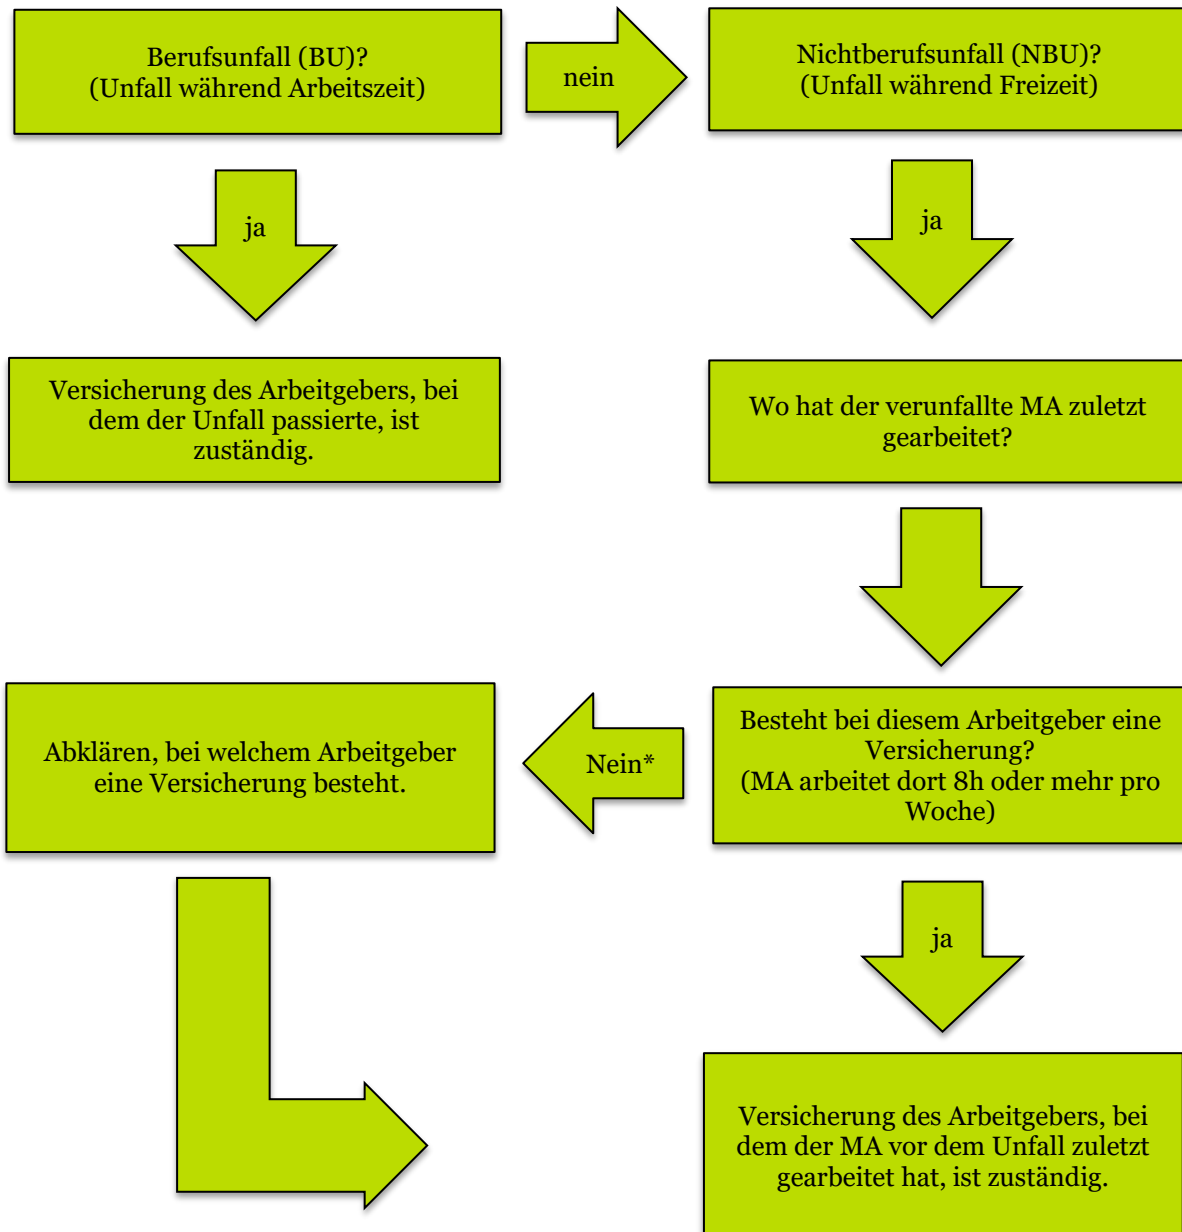 Berufsunfall (BU)?
(Unfall während Arbeitszeit)
nein
Nichtberufsunfall (NBU)?
(Unfall während Freizeit)
ja
ja
Versicherung des Arbeitgebers, bei
dem der Unfall passierte, ist
zuständig.
Wo hat der verunfallte MA zuletzt
gearbeitet?
Besteht bei diesem Arbeitgeber eine
Versicherung?
(MA arbeitet dort 8h oder mehr pro
Woche)
Nein*
Abklären, bei welchem Arbeitgeber
eine Versicherung besteht.
ja
Versicherung des Arbeitgebers, bei
dem der MA vor dem Unfall zuletzt
gearbeitet hat, ist zuständig.